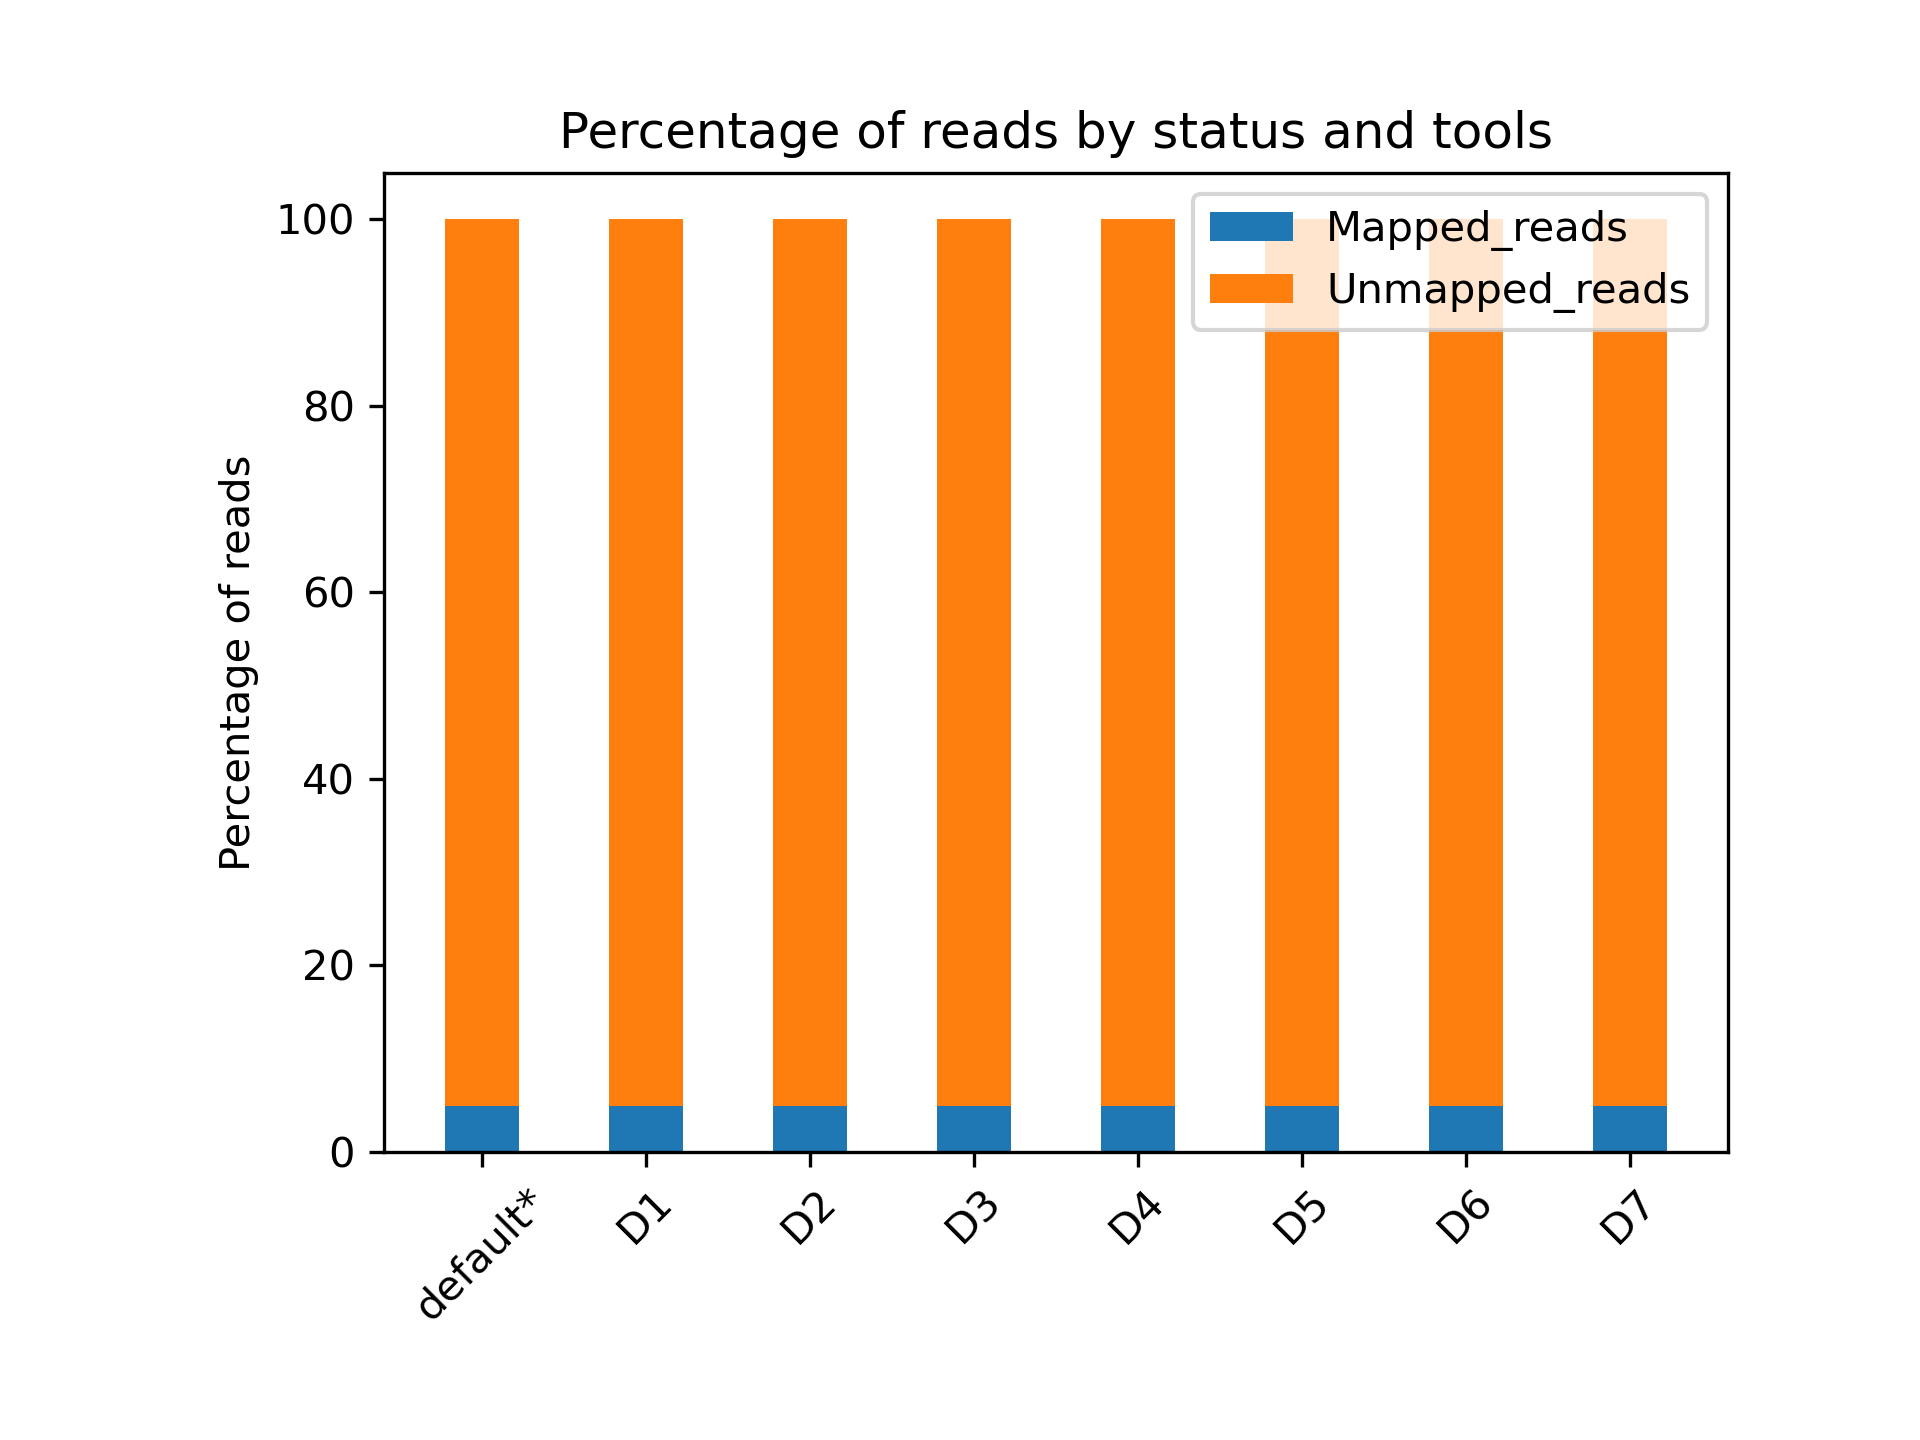 Percentage of reads by status and tools
Mapped_reads
Unmapped_reads
Percentage of reads
100
80
60
40
20
0
default*
D1
D2
D3
D4
D5
D6
D7